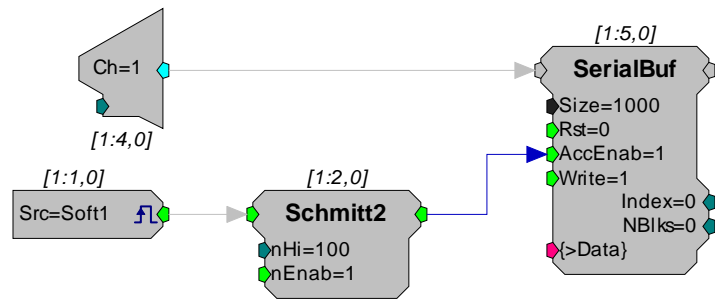 [1:5,0]
Ch=1
SerialBuf
Size=1000
[1:4,0]
Rst=0
AccEnab=1
[1:1,0]
[1:2,0]
Write=1
Src=Soft1
Schmitt2
Index=0
NBlks=0
nHi=100
{>Data}
nEnab=1